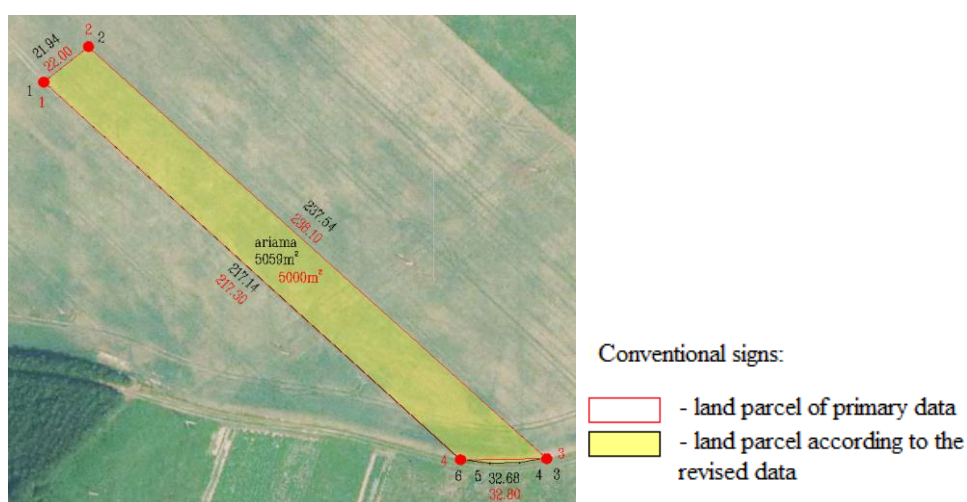 2
2
21.94
22.00
1
1
237.54
238.10
ariama
5059m²
5000m²
217.14
217.30
4
3
6 5 32.68 4 3
32.80
Conventional signs:
- land parcel of primary data
- land parcel according to the
revised data